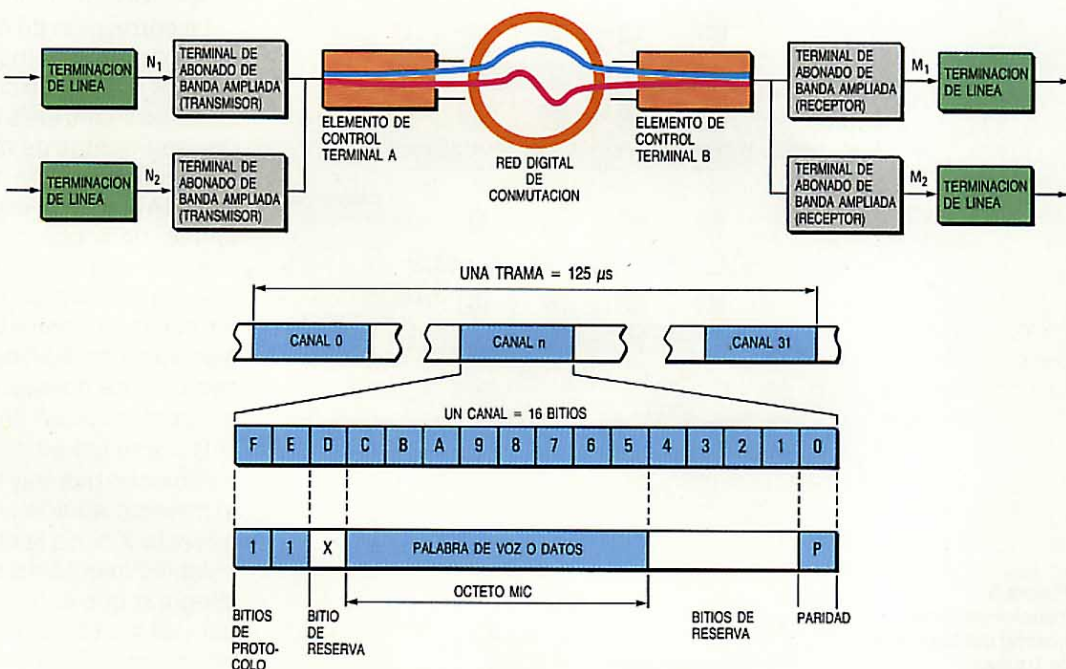 TERMINACION
DE LINEA
N1
TERMINAL DE
ABONADO DE
BANDA AMPLIADA
(TRANSMISOR)
ELEMENTO DE
CONTROL
TERMINAL A
RED DIGITAL
DE
CONMUTACION
ELEMENTO DE
CONTROL
TERMINAL B
TERMINAL DE
ABONADO DE
BANDA AMPLIADA
(RECEPTOR)
M1
TERMINACION
DE LINEA
TERMINACION
DE LINEA
N2
TERMINAL DE
ABONADO DE
BANDA AMPLIADA
(TRANSMISOR)
TERMINAL DE
ABONADO DE
BANDA AMPLIADA
(RECEPTOR)
M2
TERMINACION
DE LINEA
UNA TRAMA = 125 µs
CANAL 0
CANAL n
CANAL 31
UN CANAL = 16 BITIOS
F E D C B A 9 8 7 6 5 4 3 2 1 0
1 1 X PALABRA DE VOZ O DATOS P
OCTETO MIC
BITIOS
DE
PROTO-
COLO
BITIO
DE
RESERVA
BITIOS DE
RESERVA
PARIDAD